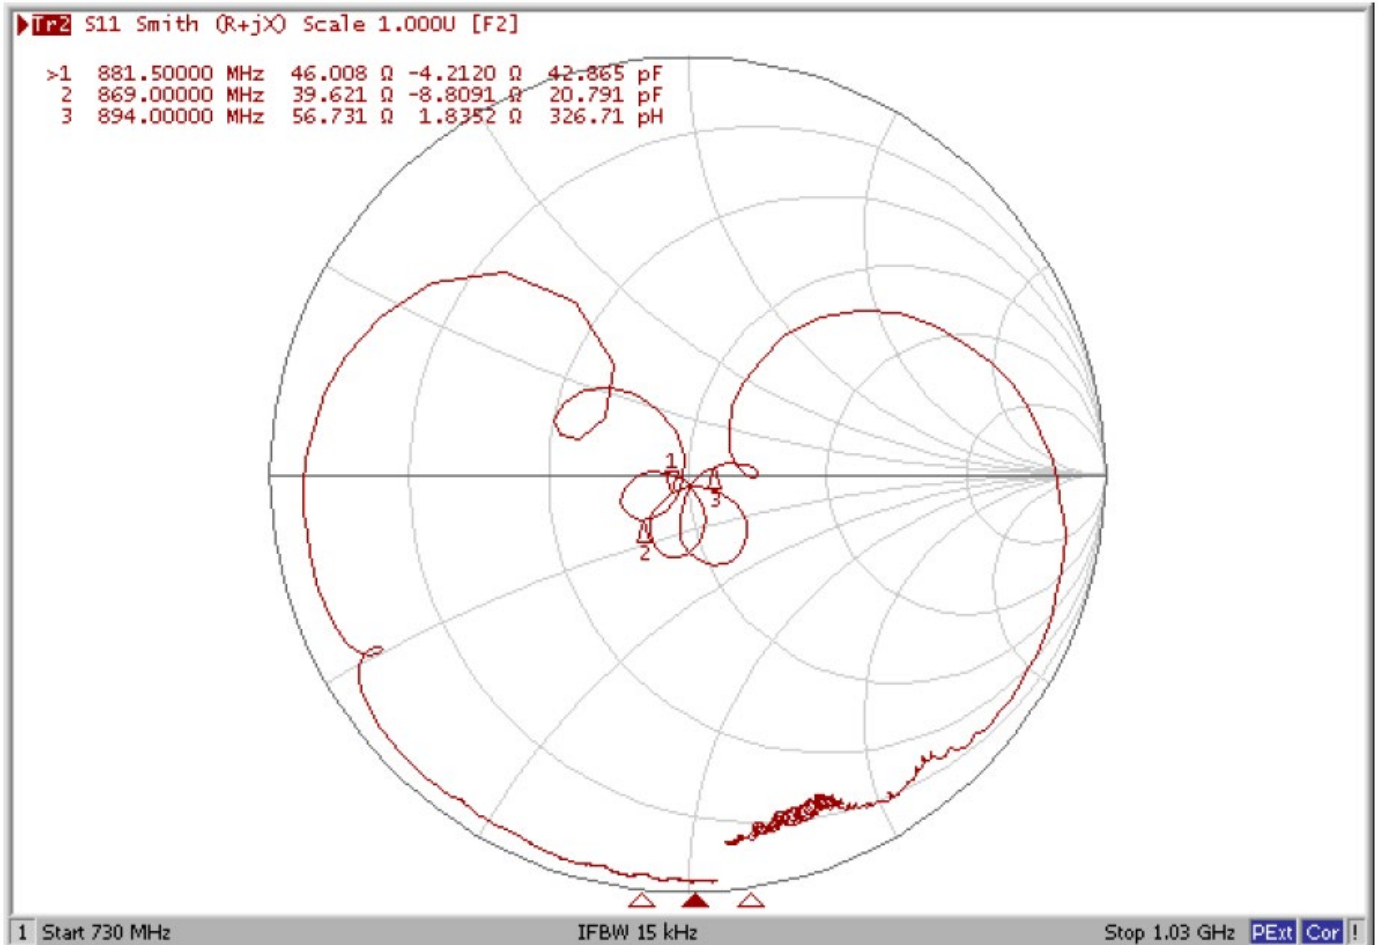 Tr2 S11 Smith (R+jX) Scale 1.000U [F2]
>1 881.50000 MHz 46.008 Ω -4.2120 Ω 42.865 pF
2 869.00000 MHz 39.621 Ω -8.8091 Ω 20.791 pF
3 894.00000 MHz 56.731 Ω 1.8352 Ω 326.71 pH
1
3
2
1 Start 730 MHz IFBW 15 kHz Stop 1.03 GHz PExt Cor !